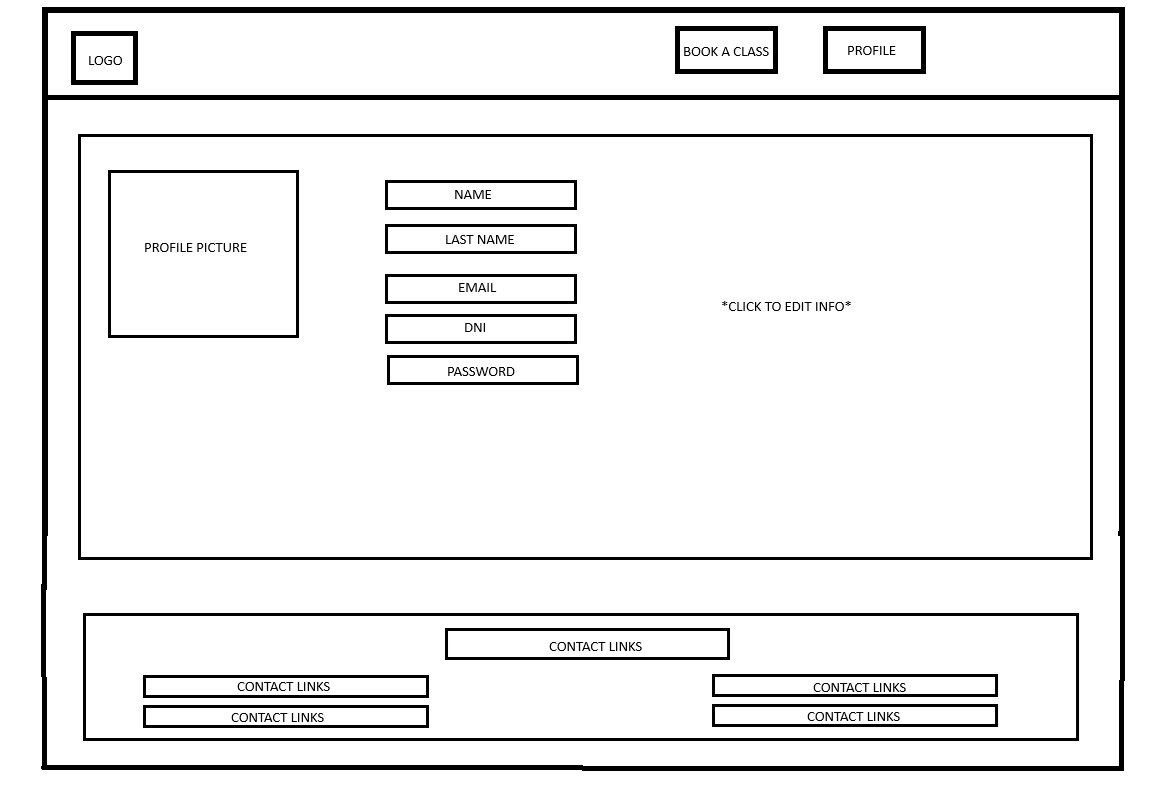 LOGO
BOOK A CLASS
PROFILE
PROFILE PICTURE
NAME
LAST NAME
EMAIL
DNI
PASSWORD
*CLICK TO EDIT INFO*
CONTACT LINKS
CONTACT LINKS
CONTACT LINKS
CONTACT LINKS
CONTACT LINKS